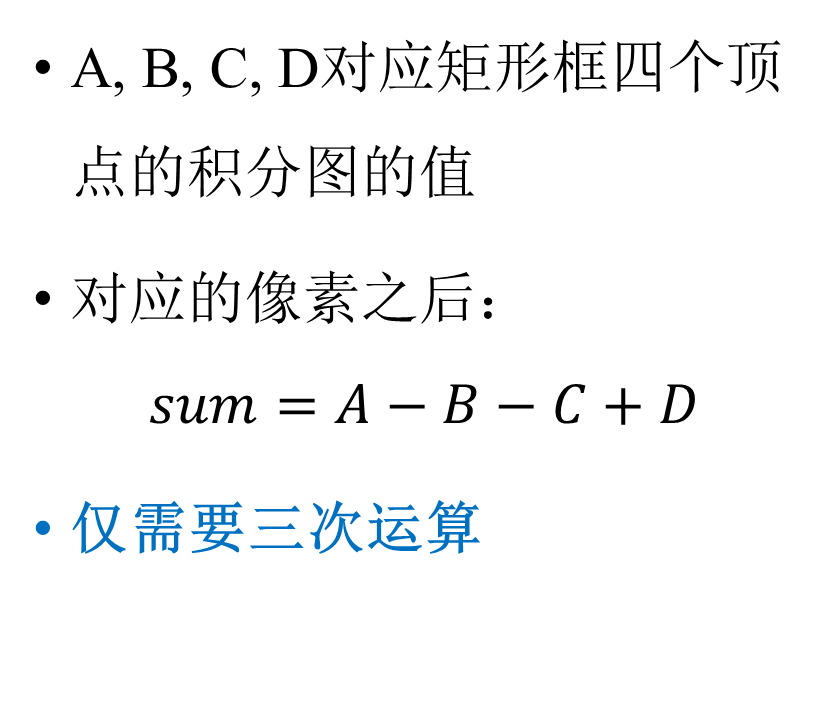 • A, B, C, D对应矩形框四个顶
点的积分图的值
• 对应的像素之后：
sum = A − B − C + D
• 仅需要三次运算